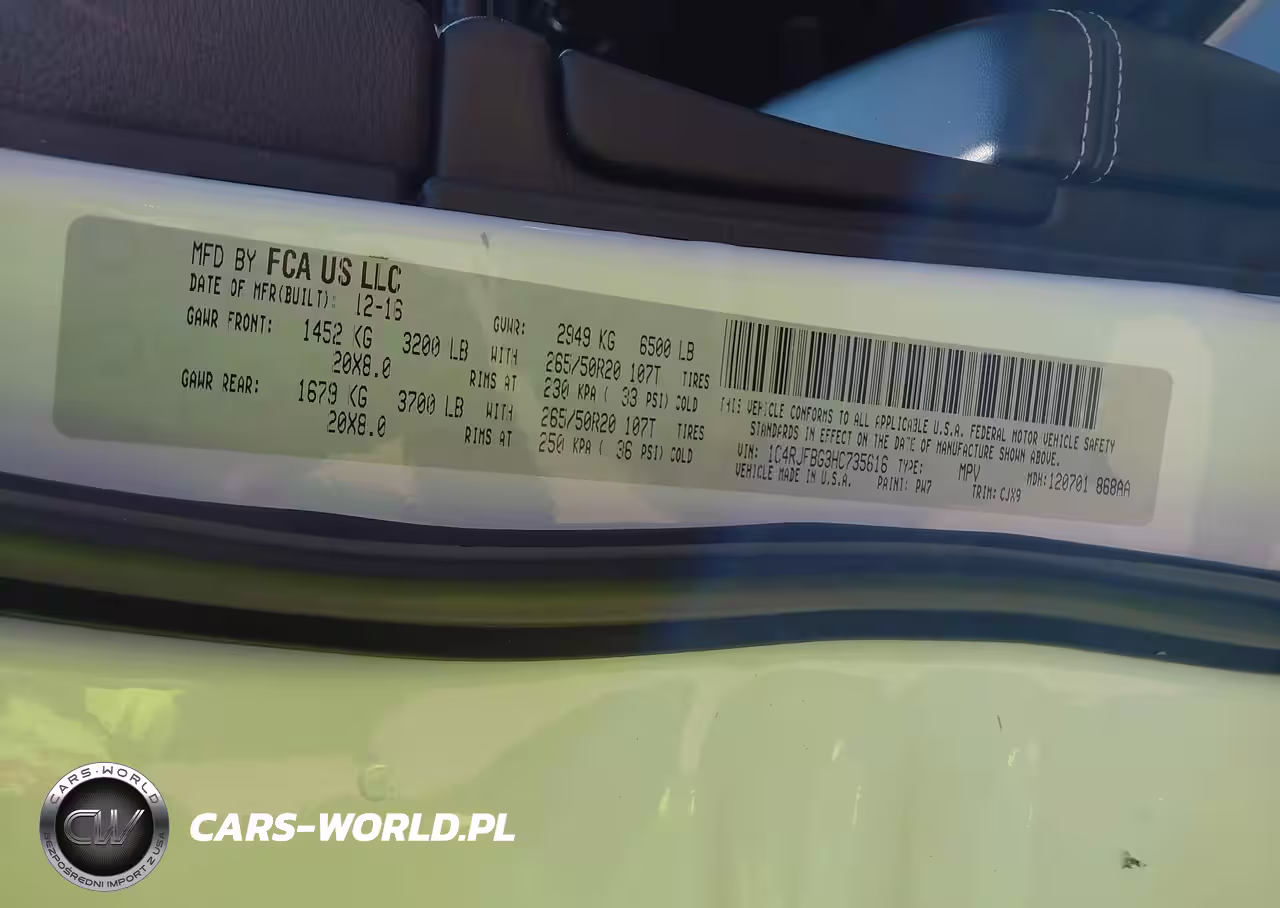 MFD BY FCA US LLC
DATE OF MFR(BUILT): 12-16
GAWR FRONT: 1452 KG 3200 LB WITH
20X8.0 RIMS AT
GAWR REAR: 1679 KG 3700 LB WITH
20X8.0 RIMS AT
GVWR: 2949 KG 6500 LB
265/50R20 107T TIRES
230 KPA ( 33 PSI) COLD
265/50R20 107T TIRES
250 KPA ( 36 PSI) COLD
THIS VEHICLE CONFORMS TO ALL APPLICABLE U.S.A. FEDERAL MOTOR VEHICLE SAFETY
STANDARDS IN EFFECT ON THE DATE OF MANUFACTURE SHOWN ABOVE.
VIN: 1C4RJFBG3HC735616 TYPE: MPV MDH:120701 868AA
VEHICLE MADE IN U.S.A. PAINT: PW7 TRIM: CJX9
CARS-WORLD
CW
BEZPOŚREDNI IMPORT Z USA
CARS-WORLD.PL